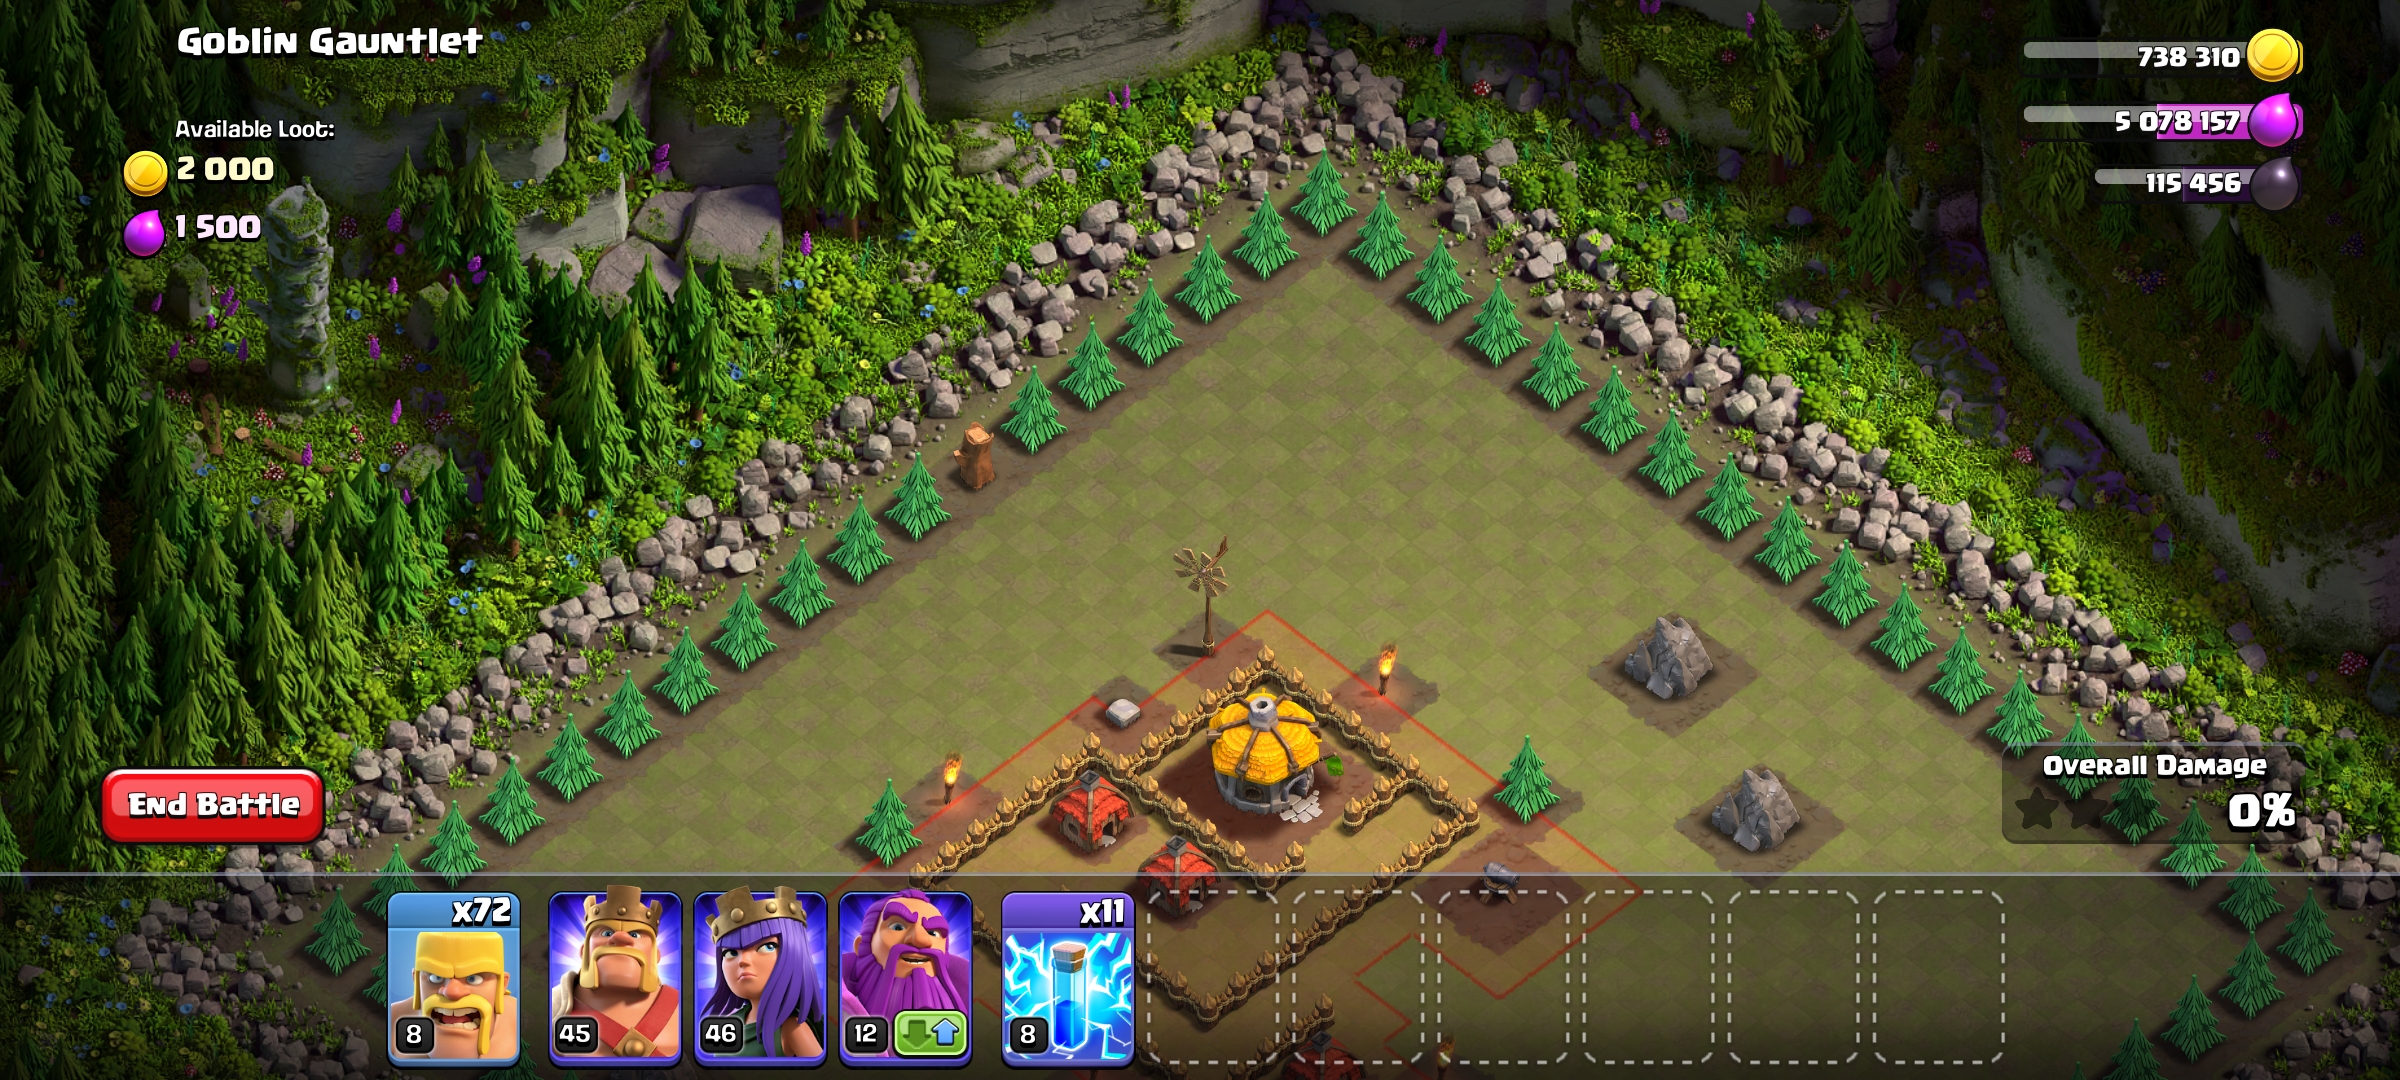 Goblin Gauntlet
Available Loot:
2 000
1 500
738 310
5 078 157
115 456
End Battle
Overall Damage
0%
x72
8
45
46
12
x11
8